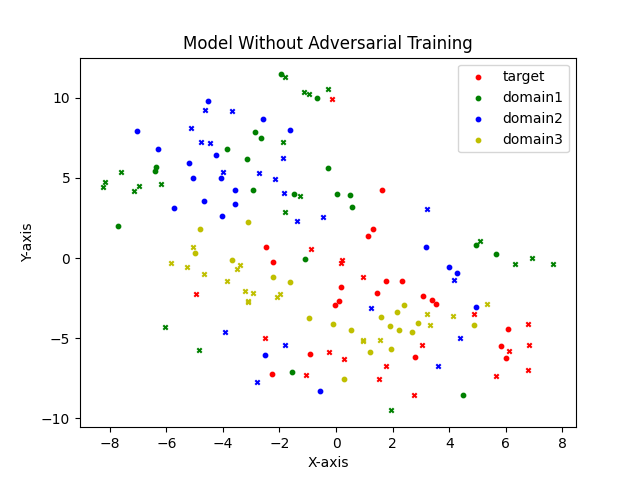 Model Without Adversarial Training
target
domain1
domain2
domain3
10
5
0
−5
−10
Y-axis
−8 −6 −4 −2 0 2 4 6 8
X-axis